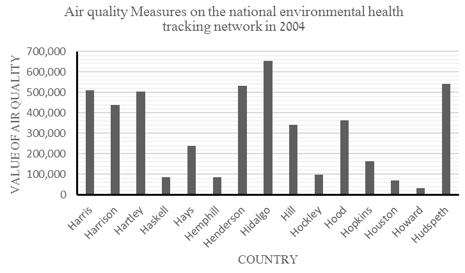 Air quality Measures on the national environmental health
tracking network in 2004
VALUE OF AIR QUALITY
700,000
600,000
500,000
400,000
300,000
200,000
100,000
0
Harris
Harrison
Hartley
Haskell
Hays
Hemphill
Henderson
Hidalgo
Hill
Hockley
Hood
Hopkins
Houston
Howard
Hudspeth
COUNTRY